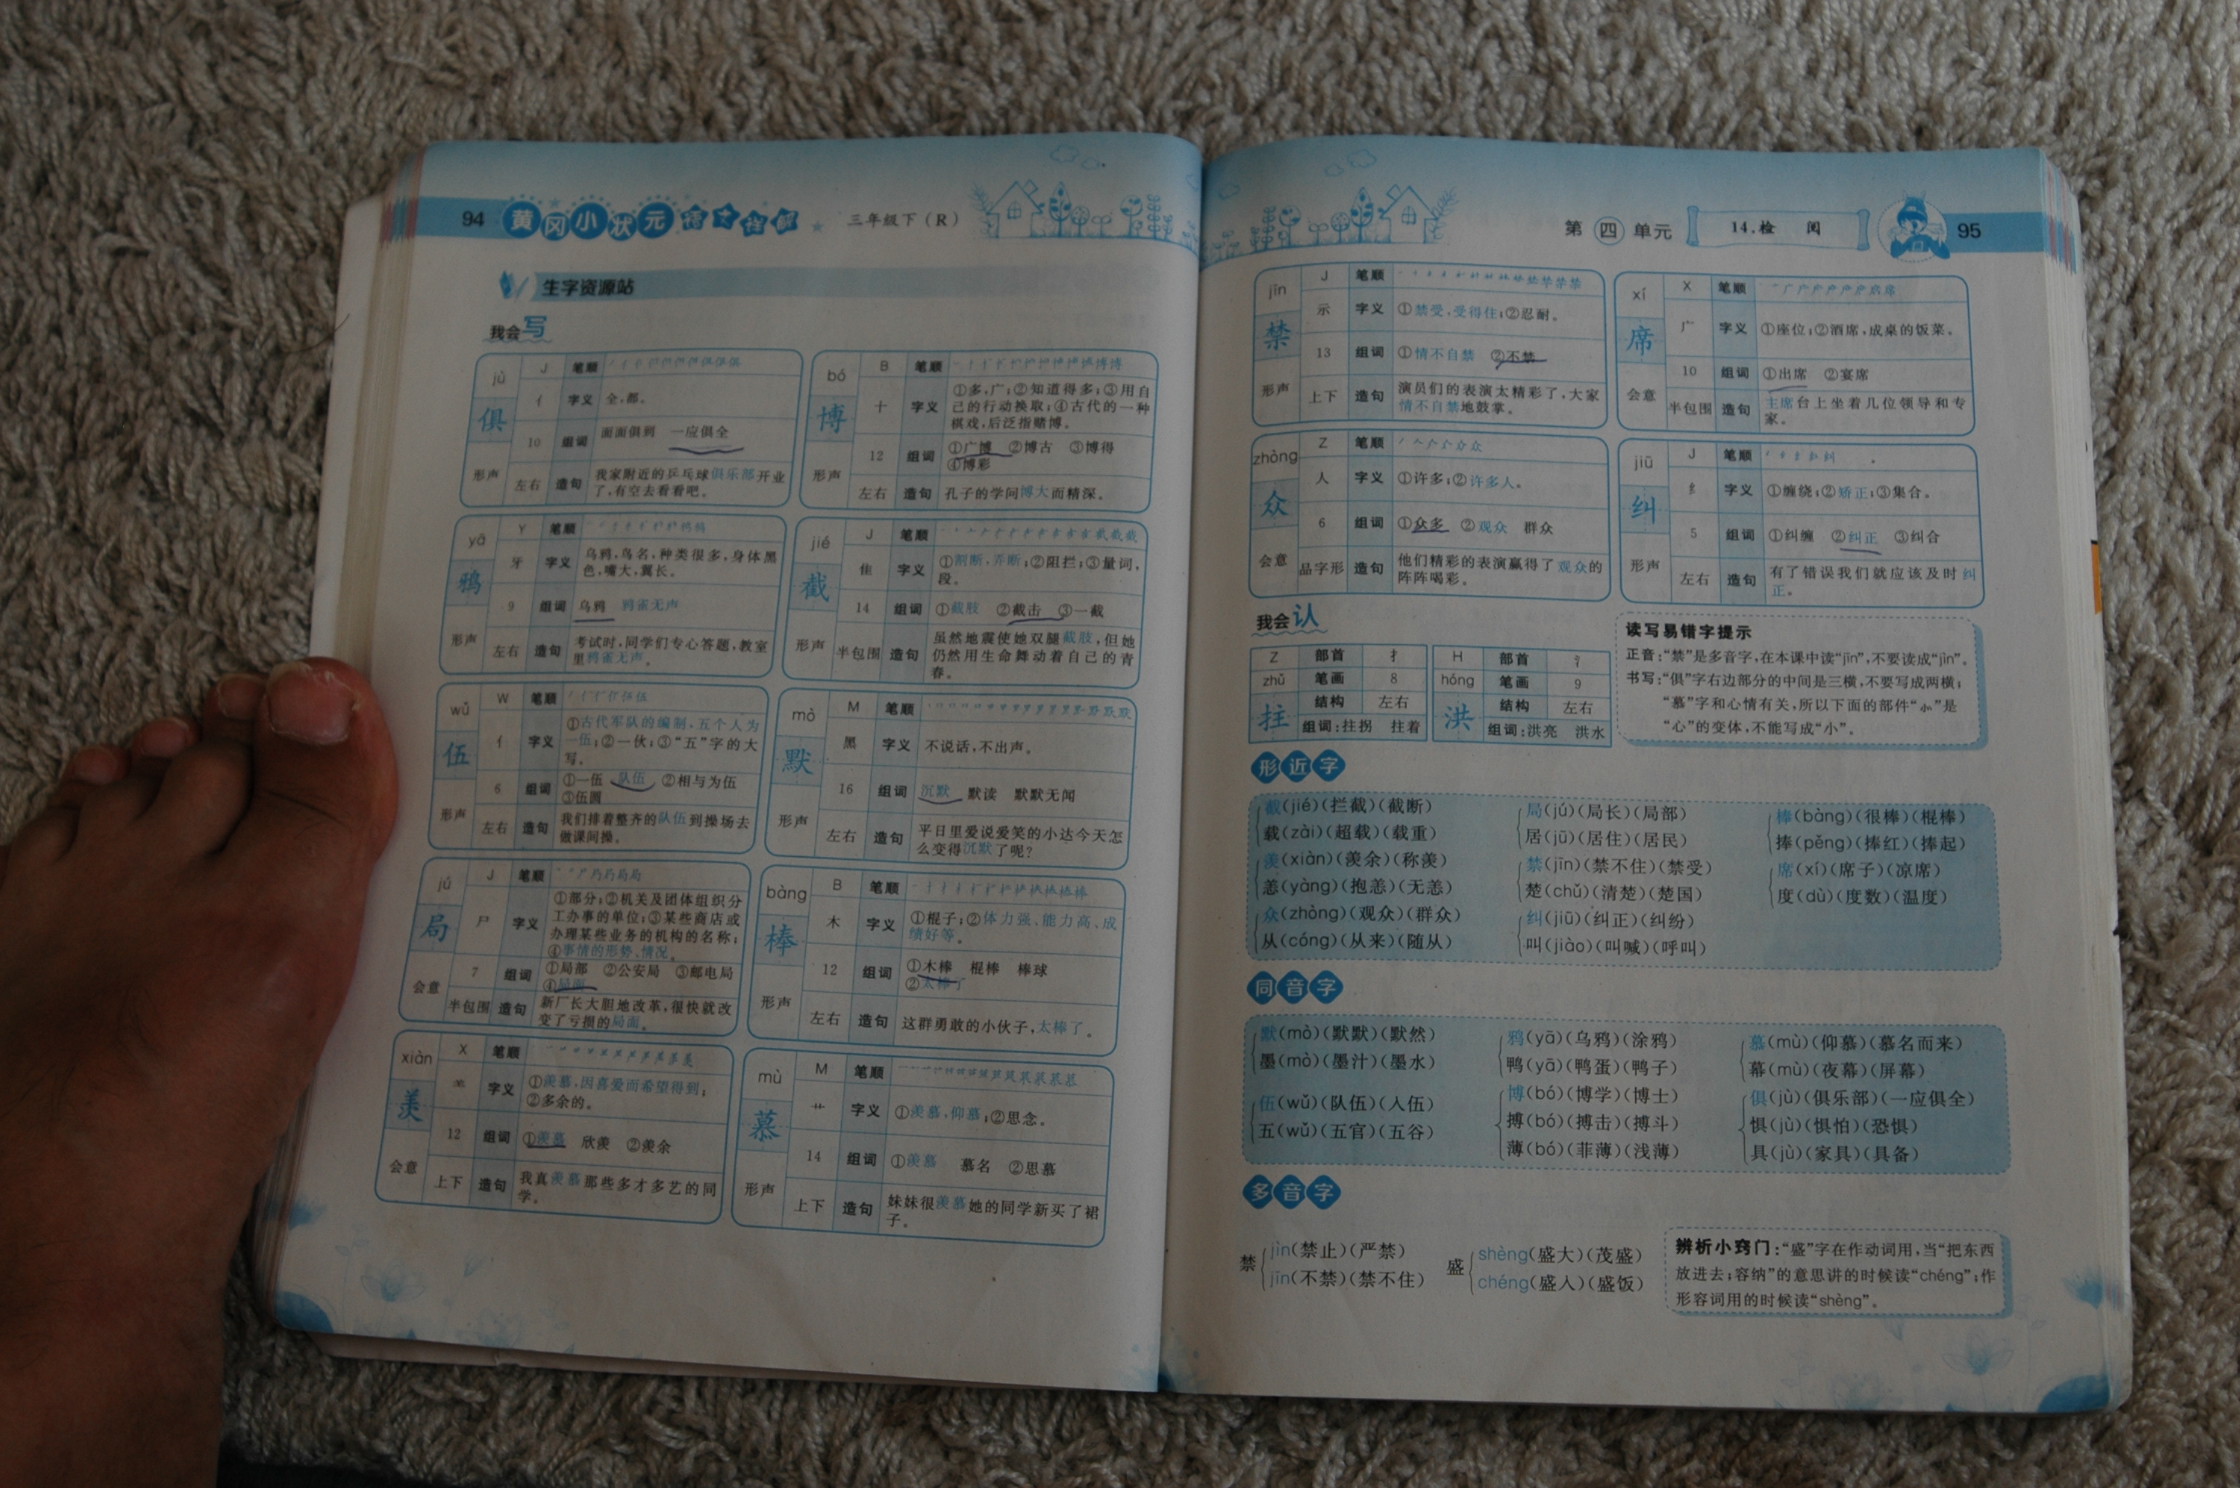 94 黄冈小状元 三年级下(R)
生字资源站
我会写
jù
俱
形声
J
亻
10
左右
笔顺
字义 全,都。
组词 面面俱到 一应俱全
造句 我家附近的乒乓球俱乐部开业
了,有空去看看吧。
bó
博
形声
B
十
12
左右
笔顺
字义 ①多,广;②知道得多;③用自
己的行动换取;④古代的一种
棋戏,后泛指赌博。
组词 ①广博 ②博古 ③博得
④博彩
造句 孔子的学问博大而精深。
yā
鸦
形声
Y
牙
9
左右
笔顺
字义 乌鸦,鸟名,种类很多,身体黑
色,嘴大,翼长。
组词 乌鸦 鸦雀无声
造句 考试时,同学们专心答题,教室
里鸦雀无声。
jié
截
形声
J
隹
14
半包围
笔顺
字义 ①割断,弄断;②阻拦;③量词,
段。
组词 ①截肢 ②截击 ③一截
造句 虽然地震使她双腿截肢,但她
仍然用生命舞动着自己的青
春。
wǔ
伍
形声
W
亻
6
左右
笔顺
字义 ①古代军队的编制,五个人为
一伍;②一伙;③“五”字的大
写。
组词 ①一伍 队伍 ②相与为伍
③伍圆
造句 我们排着整齐的队伍到操场去
做课间操。
mò
默
形声
M
黑
16
左右
笔顺
字义 不说话,不出声。
组词 沉默 默读 默默无闻
造句 平日里爱说爱笑的小达今天怎
么变得沉默了呢?
jú
局
会意
J
尸
7
半包围
笔顺
字义 ①部分;②机关及团体组织分
工办事的单位;③某些商店或
办理某些业务的机构的名称;
④事情的形势、情况。
组词 ①局部 ②公安局 ③邮电局
④局面
造句 新厂长大胆地改革,很快就改
变了亏损的局面。
bàng
棒
形声
B
木
12
左右
笔顺
字义 ①棍子;②体力强、能力高、成
绩好等。
组词 ①木棒 棍棒 棒球
②太棒了
造句 这群勇敢的小伙子,太棒了。
xiàn
羡
会意
X
12
上下
笔顺
字义 ①羡慕,因喜爱而希望得到;
②多余的。
组词 ①羡慕 欣羡 ②羡余
造句 我真羡慕那些多才多艺的同
学。
mù
慕
形声
M
艹
14
上下
笔顺
字义 ①羡慕,仰慕;②思念。
组词 ①羡慕 慕名 ②思慕
造句 妹妹很羡慕她的同学新买了裙
子。
第四单元 14.检阅 95
jīn
禁
形声
J
示
13
上下
笔顺
字义 ①禁受,受得住;②忍耐。
组词 ①情不自禁 ②不禁
造句 演员们的表演太精彩了,大家
情不自禁地鼓掌。
xí
席
会意
X
广
10
半包围
笔顺
字义 ①座位;②酒席,成桌的饭菜。
组词 ①出席 ②宴席
造句 主席台上坐着几位领导和专
家。
zhòng
众
会意
Z
人
6
品字形
笔顺
字义 ①许多;②许多人。
组词 ①众多 ②观众 群众
造句 他们精彩的表演赢得了观众的
阵阵喝彩。
jiū
纠
形声
J
纟
5
左右
笔顺
字义 ①缠绕;②矫正;③集合。
组词 ①纠缠 ②纠正 ③纠合
造句 有了错误我们就应该及时纠
正。
我会认
Z 部首 扌
zhǔ 笔画 8
拄 结构 左右
组词:拄拐 拄着
H 部首 氵
hóng 笔画 9
洪 结构 左右
组词:洪亮 洪水
读写易错字提示
正音:“禁”是多音字,在本课中读“jīn”,不要读成“jìn”。
书写:“俱”字右边部分的中间是三横,不要写成两横;
“慕”字和心情有关,所以下面的部件“㣺”是
“心”的变体,不能写成“小”。
形近字
截(jié)(拦截)(截断) 局(jú)(局长)(局部) 棒(bàng)(很棒)(棍棒)
载(zài)(超载)(载重) 居(jū)(居住)(居民) 捧(pěng)(捧红)(捧起)
羡(xiàn)(羡余)(称羡) 禁(jīn)(禁不住)(禁受) 席(xí)(席子)(凉席)
恙(yàng)(抱恙)(无恙) 楚(chǔ)(清楚)(楚国) 度(dù)(度数)(温度)
众(zhòng)(观众)(群众) 纠(jiū)(纠正)(纠纷)
从(cóng)(从来)(随从) 叫(jiào)(叫喊)(呼叫)
同音字
默(mò)(默默)(默然) 鸦(yā)(乌鸦)(涂鸦) 慕(mù)(仰慕)(慕名而来)
墨(mò)(墨汁)(墨水) 鸭(yā)(鸭蛋)(鸭子) 幕(mù)(夜幕)(屏幕)
伍(wǔ)(队伍)(人伍) 博(bó)(博学)(博士) 俱(jù)(俱乐部)(一应俱全)
五(wǔ)(五官)(五谷) 搏(bó)(搏击)(搏斗) 惧(jù)(惧怕)(恐惧)
薄(bó)(菲薄)(浅薄) 具(jù)(家具)(具备)
多音字
禁 jìn(禁止)(严禁) 盛 shèng(盛大)(茂盛)
jīn(不禁)(禁不住) chéng(盛人)(盛饭)
辨析小窍门:“盛”字在作动词用,当“把东西
放进去;容纳”的意思讲的时候读“chéng”;作
形容词用的时候读“shèng”。